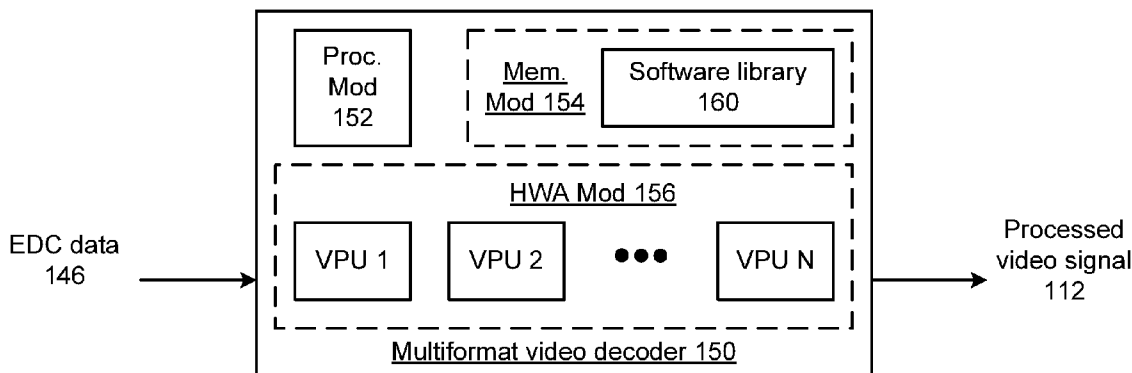 Proc.
Mod
152
Mem.
Mod 154
Software library
160
HWA Mod 156
EDC data
146
VPU 1
VPU 2
VPU N
Processed
video signal
112
Multiformat video decoder 150